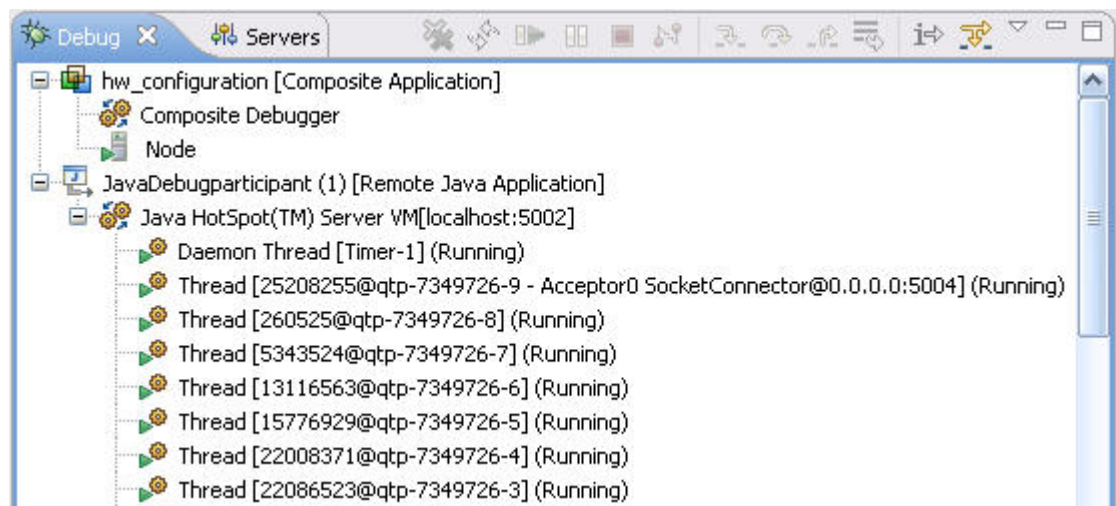 Debug Servers
hw_configuration [Composite Application]
Composite Debugger
Node
JavaDebugparticipant (1) [Remote Java Application]
Java HotSpot(TM) Server VM[localhost:5002]
Daemon Thread [Timer-1] (Running)
Thread [25208255@qtp-7349726-9 - Acceptor0 SocketConnector@0.0.0.0:5004] (Running)
Thread [260525@qtp-7349726-8] (Running)
Thread [5343524@qtp-7349726-7] (Running)
Thread [13116563@qtp-7349726-6] (Running)
Thread [15776929@qtp-7349726-5] (Running)
Thread [22008371@qtp-7349726-4] (Running)
Thread [22086523@qtp-7349726-3] (Running)